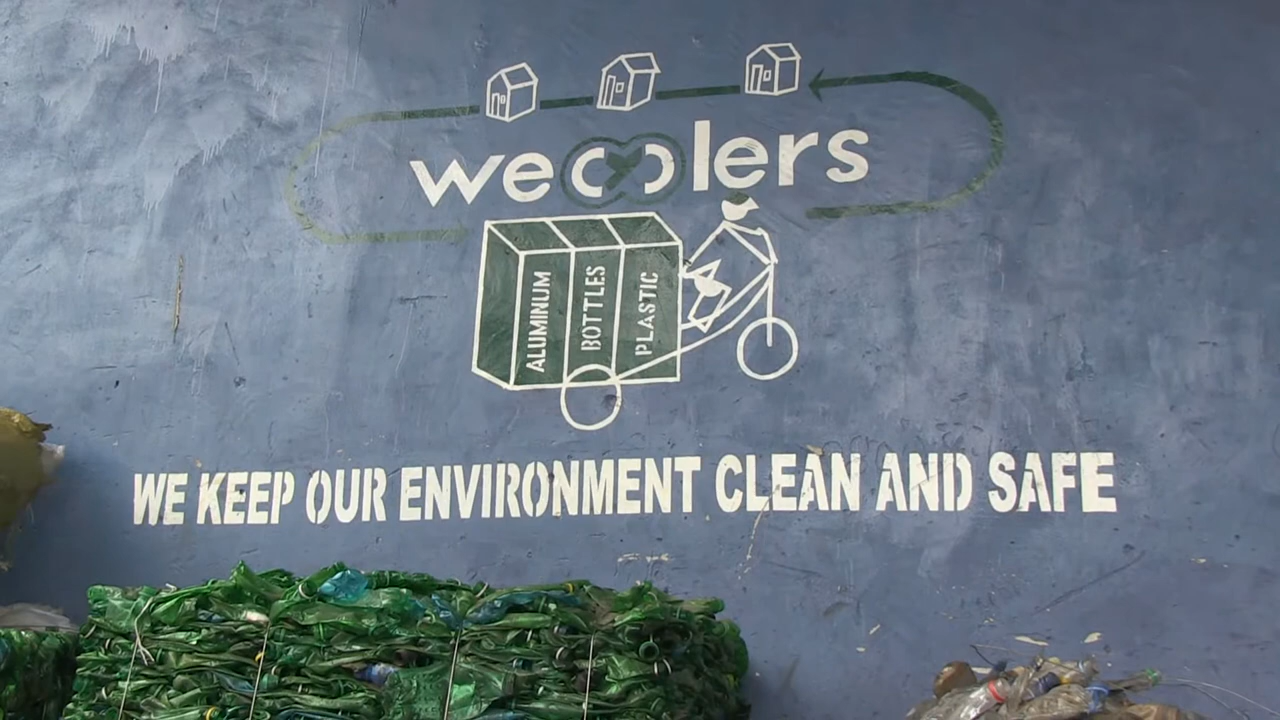 wecyclers
ALUMINUM
BOTTLES
PLASTIC
WE KEEP OUR ENVIRONMENT CLEAN AND SAFE